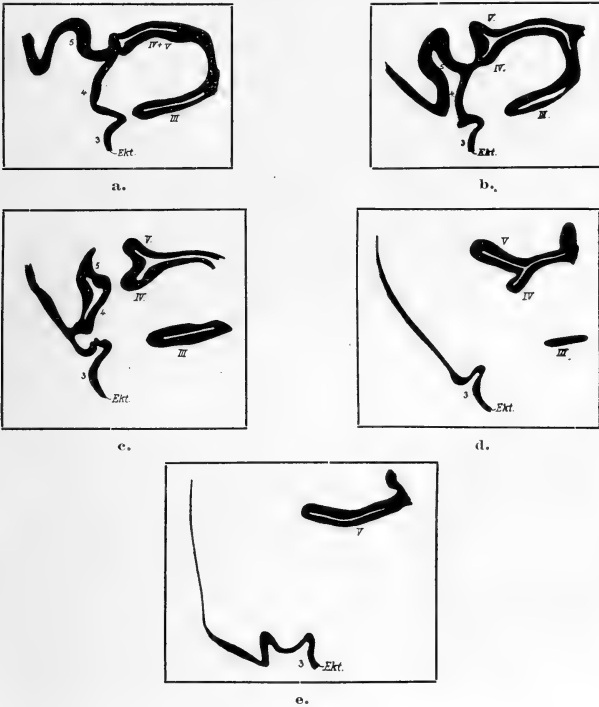 5
IV + V
4
III
3
Ekt.
a.
V.
5
IV.
4
III.
3
Ekt.
b.
V.
5
IV.
4
III
3
Ekt.
c.
V
IV
III
3
Ekt.
d.
V
3
Ekt.
e.